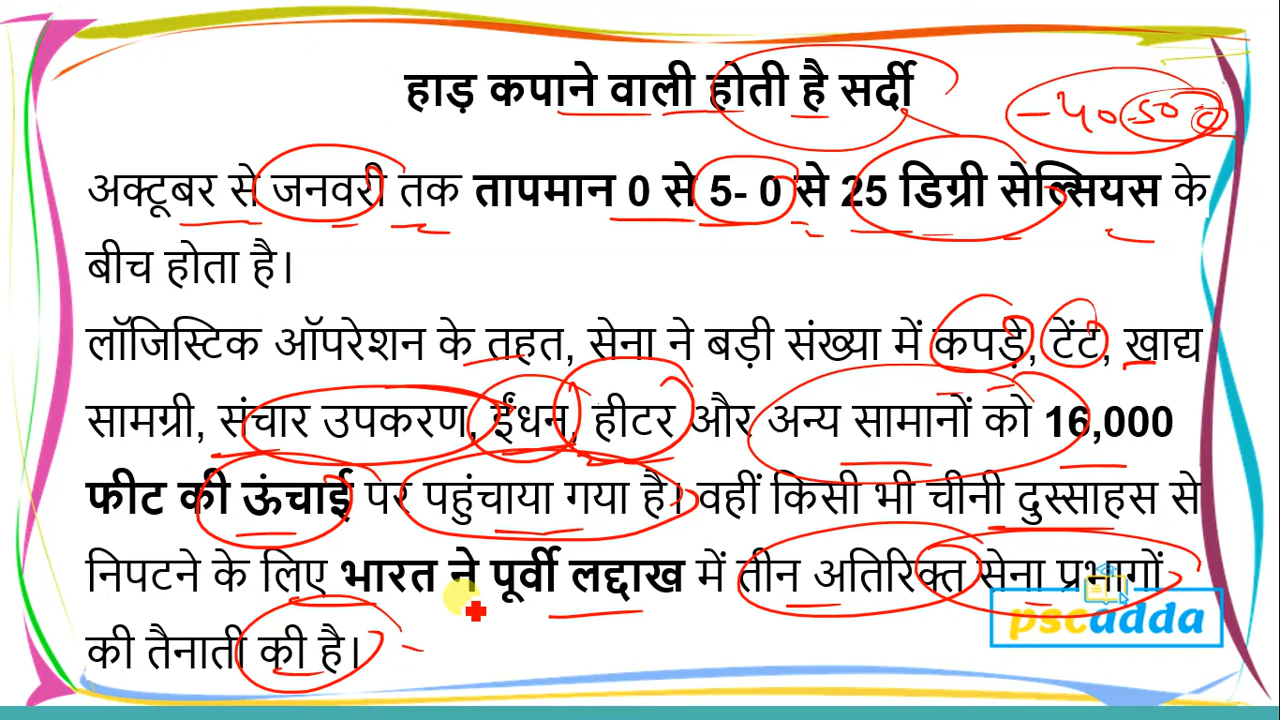 हाड़ कपाने वाली होती है सर्दी
-40-50°C
अक्टूबर से जनवरी तक तापमान 0 से 5- 0 से 25 डिग्री सेल्सियस के
बीच होता है।
लॉजिस्टिक ऑपरेशन के तहत, सेना ने बड़ी संख्या में कपड़े, टेंट, खाद्य
सामग्री, संचार उपकरण, ईंधन, हीटर और अन्य सामानों को 16,000
फीट की ऊंचाई पर पहुंचाया गया है। वहीं किसी भी चीनी दुस्साहस से
निपटने के लिए भारत ने पूर्वी लद्दाख में तीन अतिरिक्त सेना प्रभागों
की तैनाती की है।
pscadda